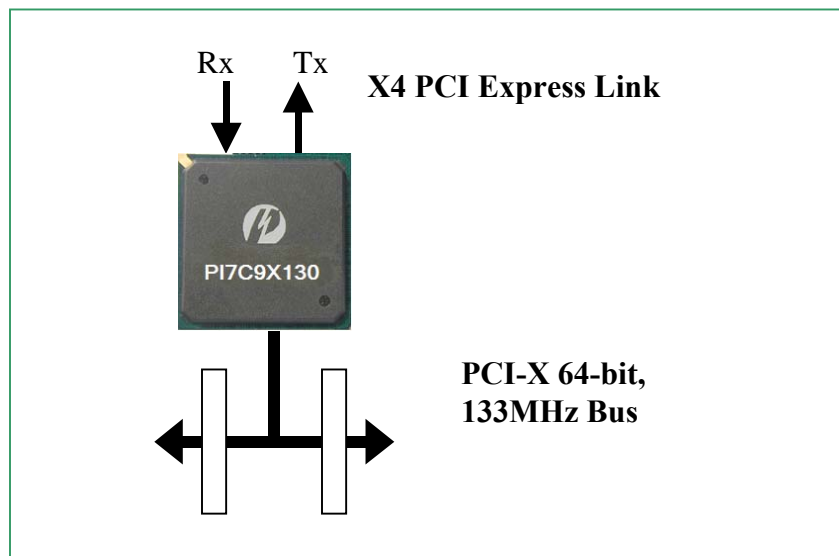 Rx Tx
X4 PCI Express Link
PI7C9X130
PCI-X 64-bit,
133MHz Bus